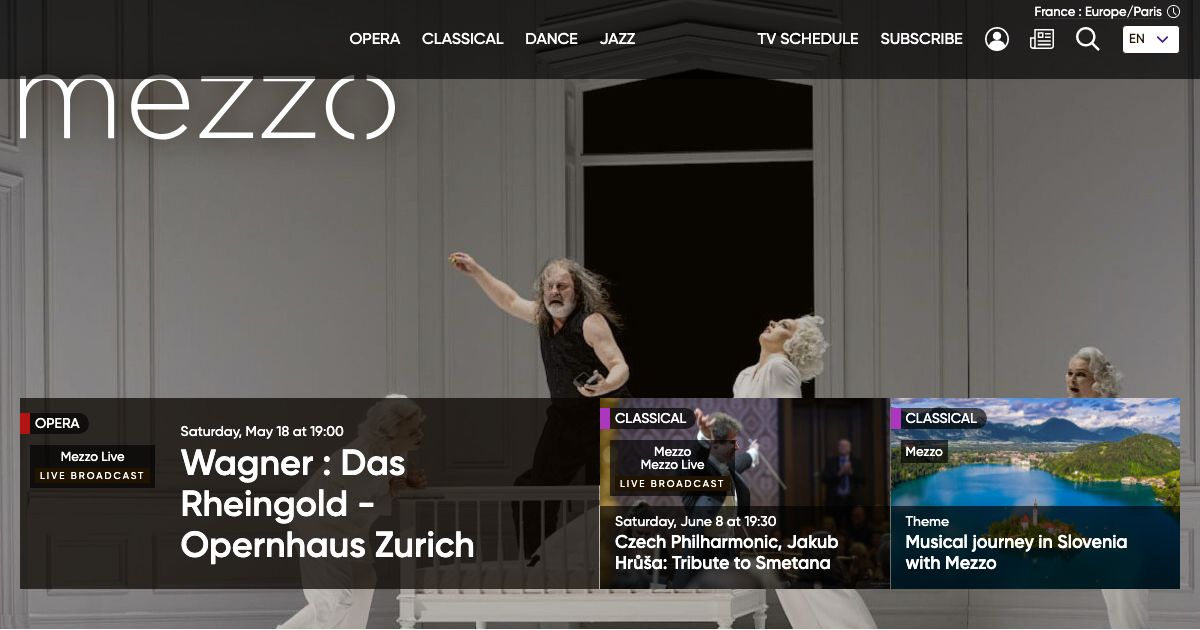 France : Europe/Paris
OPERA CLASSICAL DANCE JAZZ TV SCHEDULE SUBSCRIBE EN
mezzo
OPERA
Mezzo Live
LIVE BROADCAST
Saturday, May 18 at 19:00
Wagner : Das
Rheingold -
Opernhaus Zurich
CLASSICAL
Mezzo
Mezzo Live
LIVE BROADCAST
Saturday, June 8 at 19:30
Czech Philharmonic, Jakub
Hrůša: Tribute to Smetana
CLASSICAL
Mezzo
Theme
Musical journey in Slovenia
with Mezzo